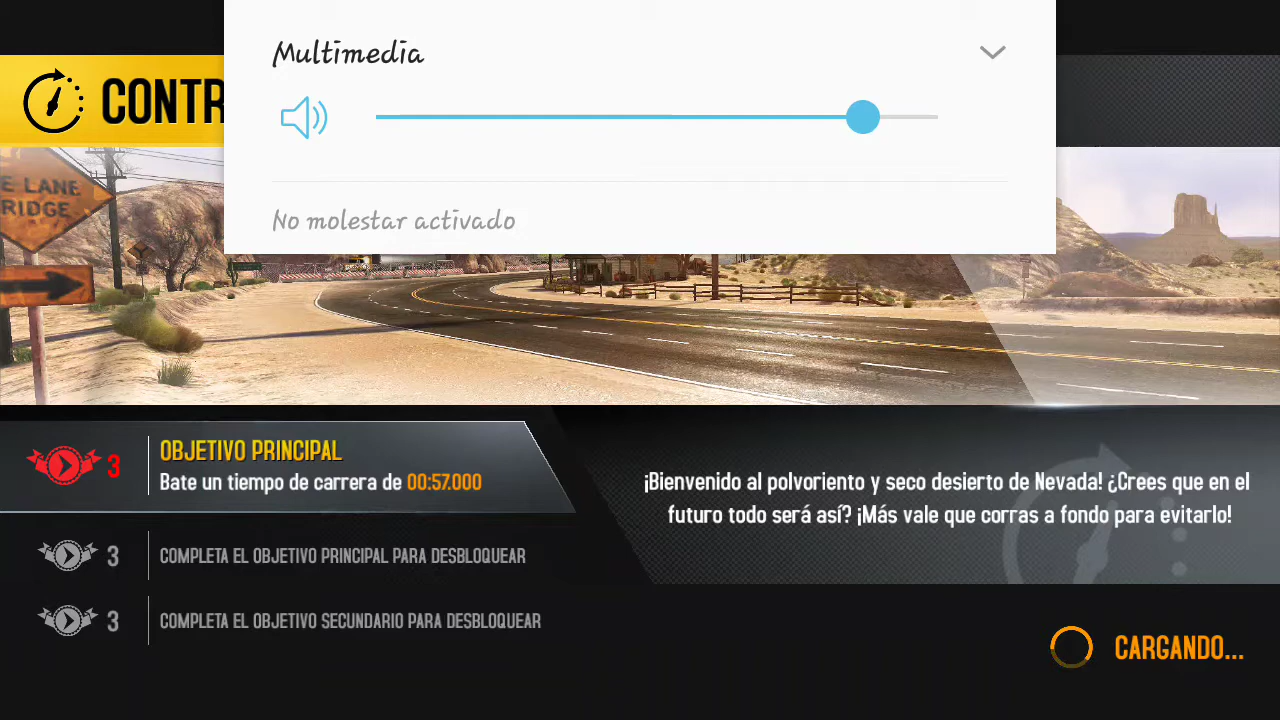 Multimedia
CONTR
No molestar activado
E LANE
RIDGE
3
OBJETIVO PRINCIPAL
Bate un tiempo de carrera de 00:57.000
¡Bienvenido al polvoriento y seco desierto de Nevada! ¿Crees que en el
futuro todo será así? ¡Más vale que corras a fondo para evitarlo!
3
COMPLETA EL OBJETIVO PRINCIPAL PARA DESBLOQUEAR
3
COMPLETA EL OBJETIVO SECUNDARIO PARA DESBLOQUEAR
CARGANDO...